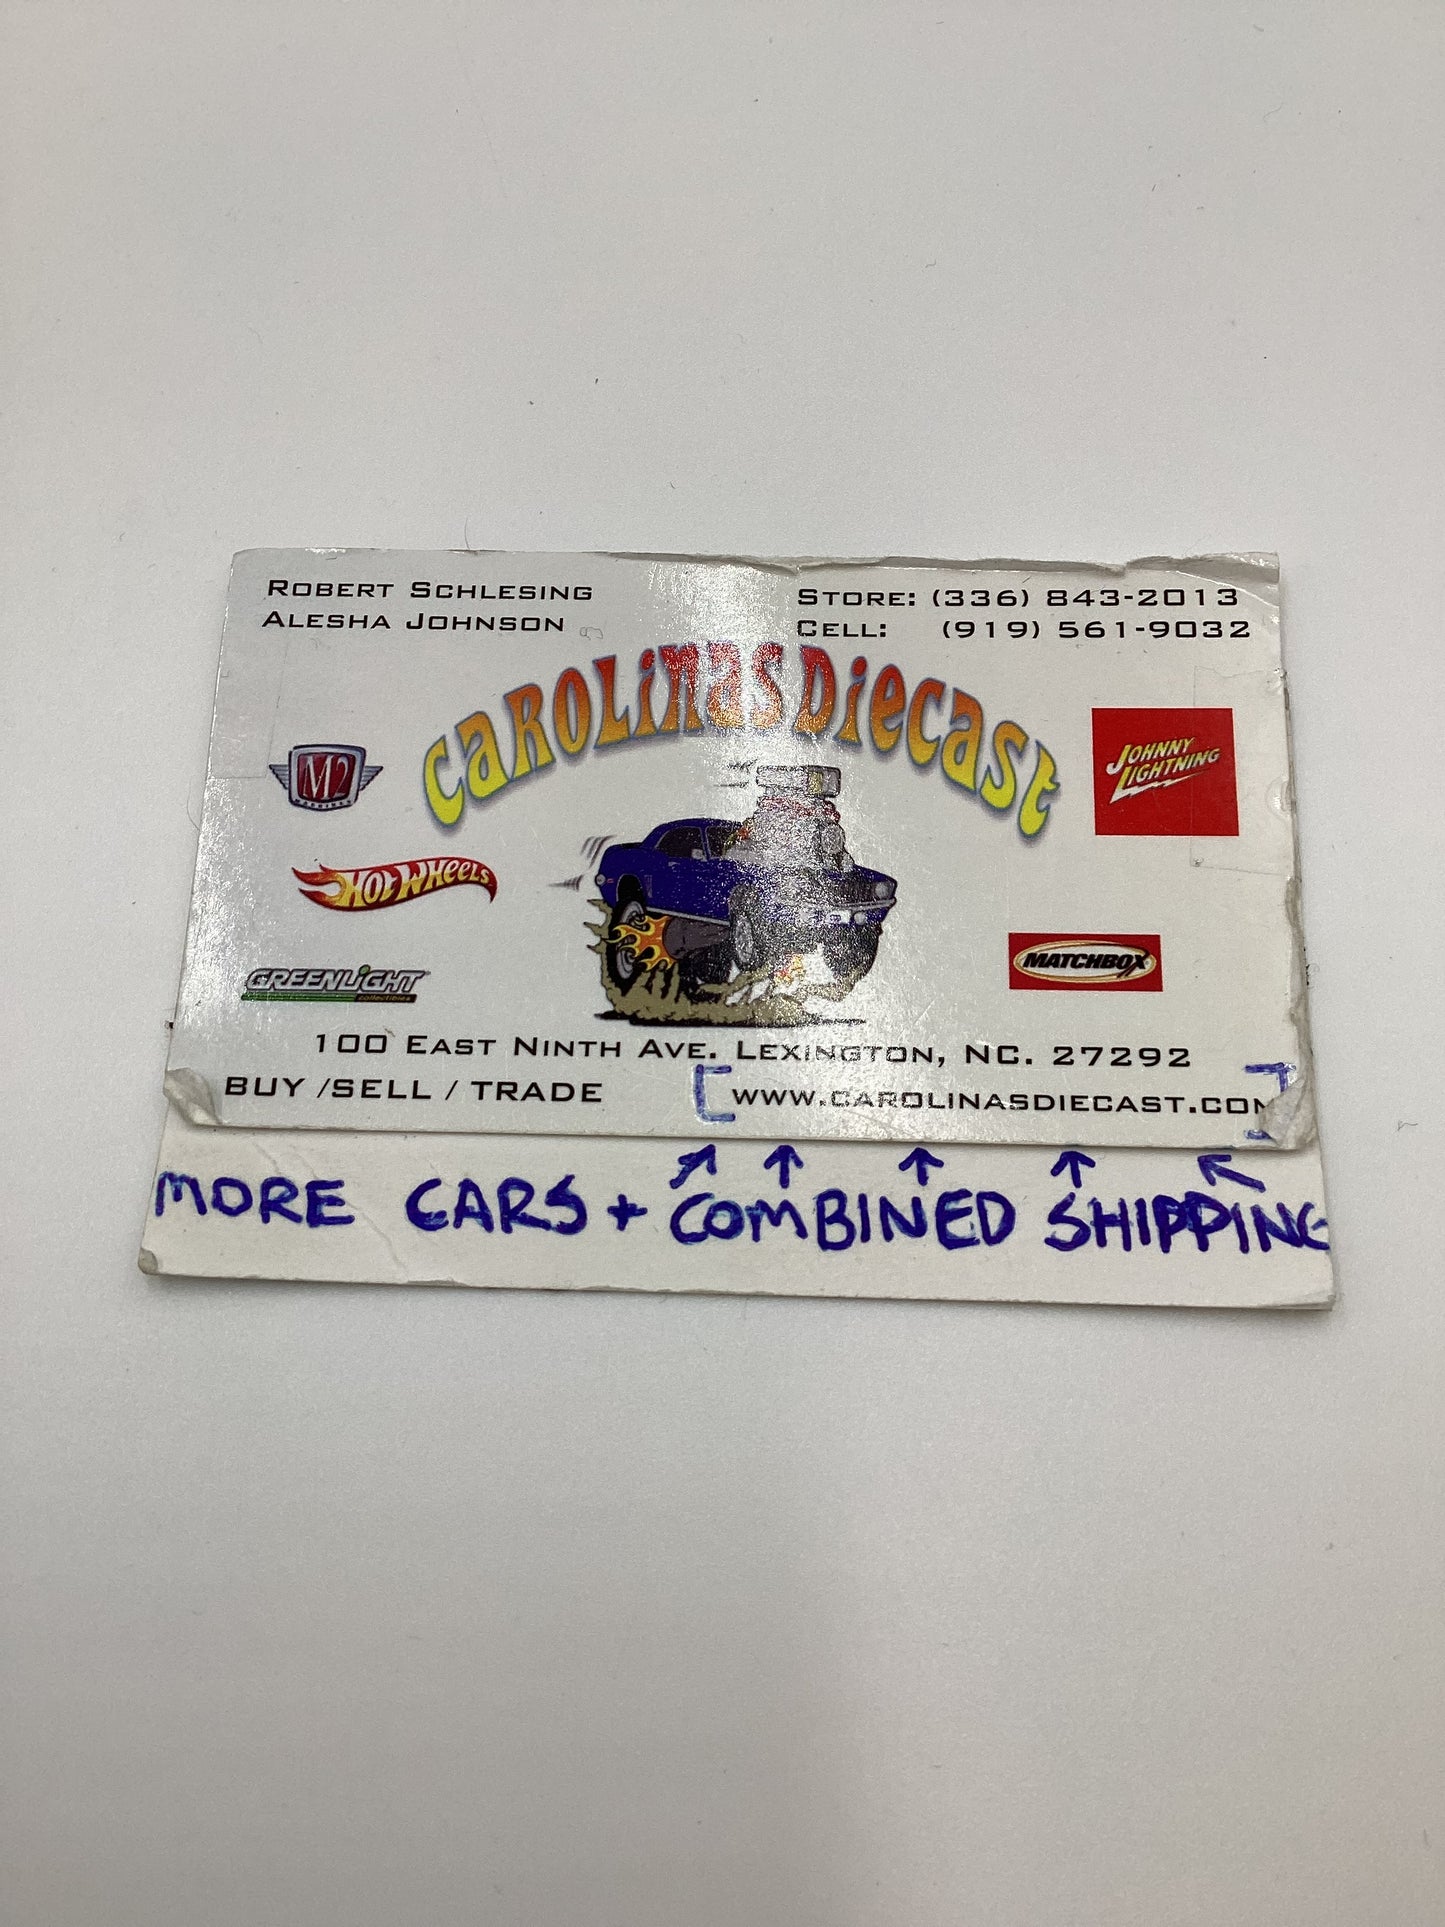 ROBERT SCHLESING
ALESHA JOHNSON
STORE: (336) 843-2013
CELL: (919) 561-9032
CAROLiNAS DiECAST
M2
MACHINES
JOHNNY
LIGHTNING
HOT WHEELS
MATCHBOX
GREENLiGHT
collectibles
100 EAST NINTH AVE. LEXINGTON, NC. 27292
BUY /SELL / TRADE
[WWW.CAROLINASDIECAST.COM]
MORE CARS + COMBINED SHIPPING